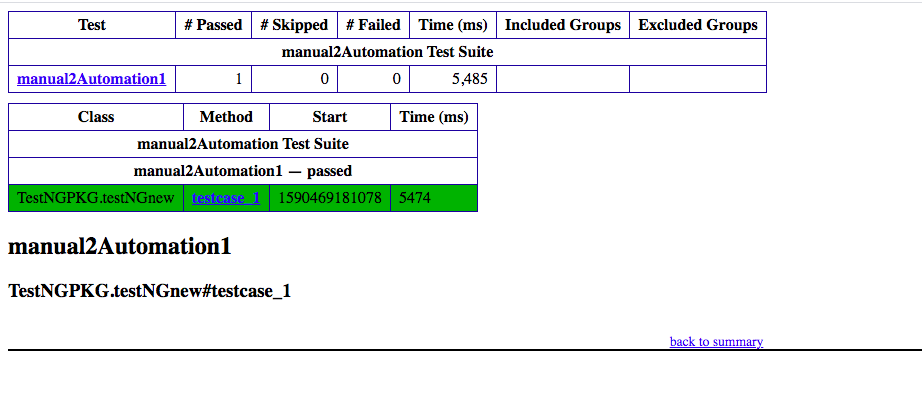 Test # Passed # Skipped # Failed Time (ms) Included Groups Excluded Groups
manual2Automation Test Suite
manual2Automation1 1 0 0 5,485
Class Method Start Time (ms)
manual2Automation Test Suite
manual2Automation1 — passed
TestNGPKG.testNGnew testcase_1 1590469181078 5474
manual2Automation1
TestNGPKG.testNGnew#testcase_1
back to summary